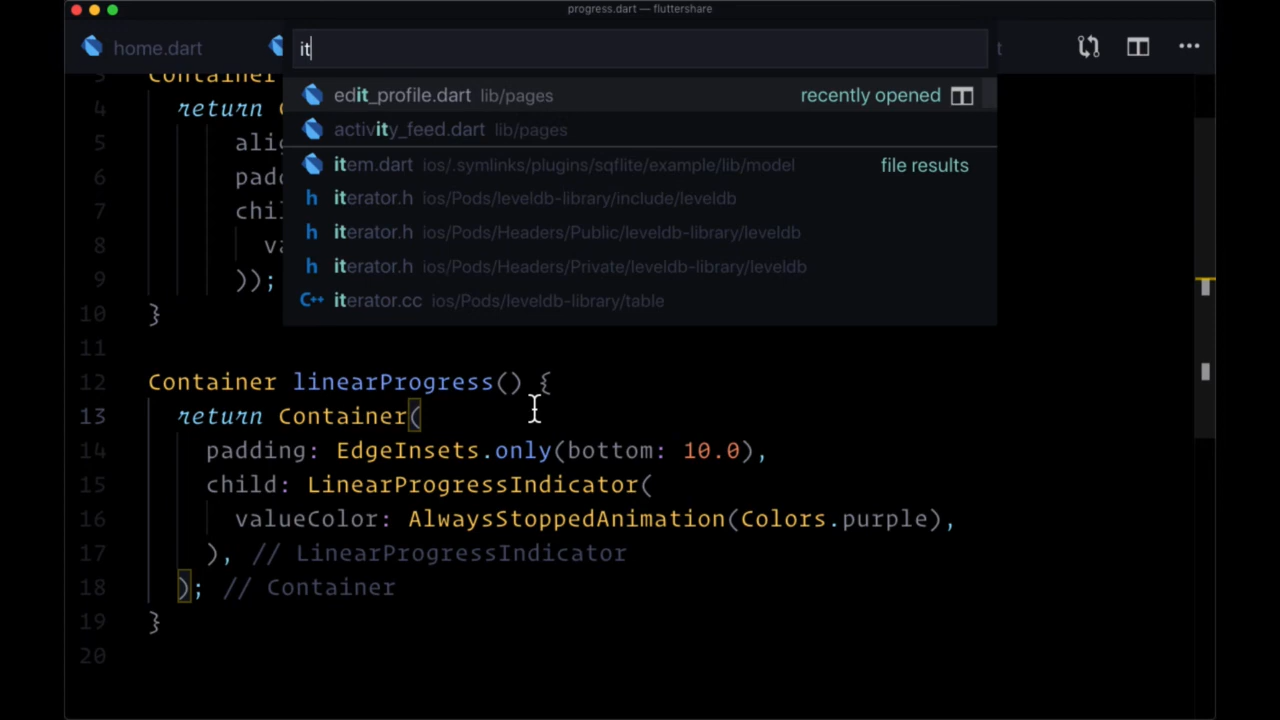 progress.dart — fluttershare
home.dart
it
t
edit_profile.dart lib/pages recently opened
activity_feed.dart lib/pages
item.dart ios/.symlinks/plugins/sqflite/example/lib/model file results
h iterator.h ios/Pods/leveldb-library/include/leveldb
h iterator.h ios/Pods/Headers/Public/leveldb-library/leveldb
h iterator.h ios/Pods/Headers/Private/leveldb-library/leveldb
C++ iterator.cc ios/Pods/leveldb-library/table
3 Container
4 return
5 alig
6 padd
7 chil
8 va
9 ));
10 }
11
12 Container linearProgress() {
13 return Container(
14 padding: EdgeInsets.only(bottom: 10.0),
15 child: LinearProgressIndicator(
16 valueColor: AlwaysStoppedAnimation(Colors.purple),
17 ), // LinearProgressIndicator
18 ); // Container
19 }
20